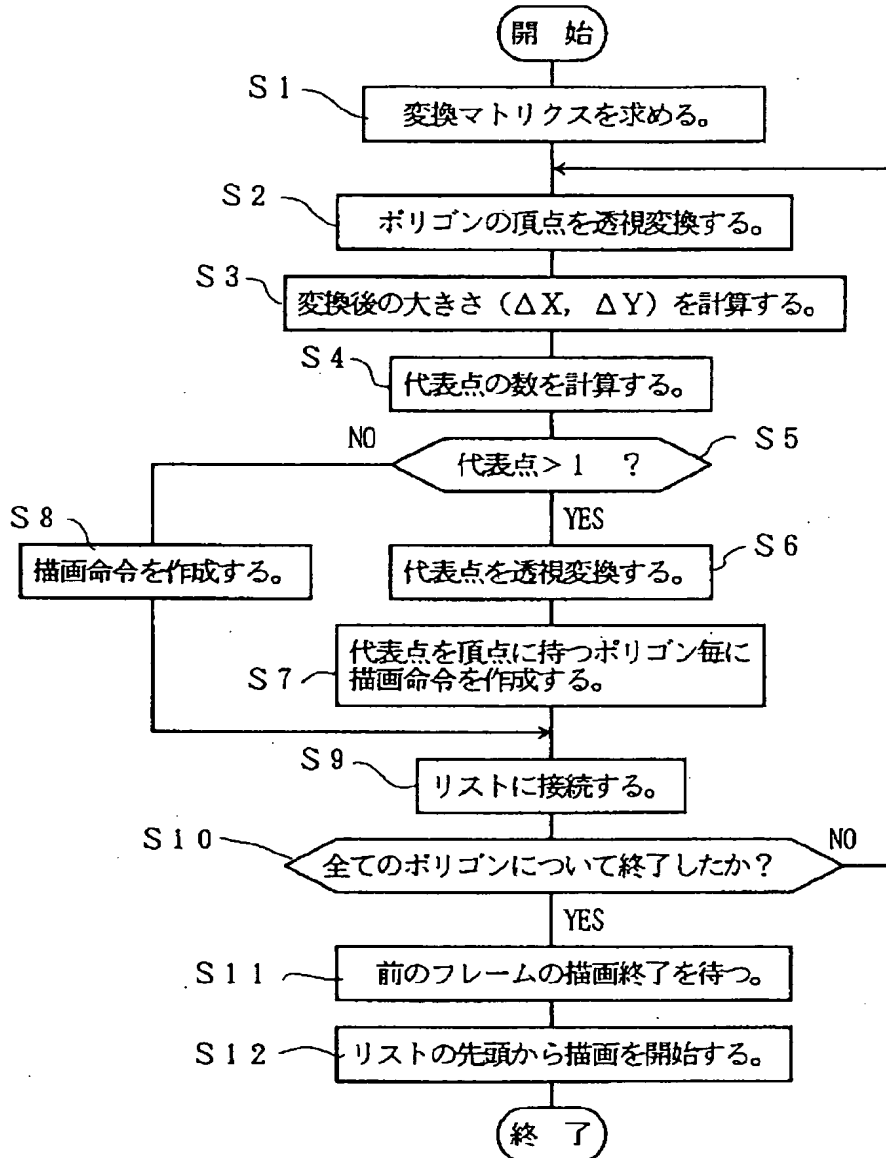 開 始
S1
変換マトリクスを求める。
S2
ポリゴンの頂点を透視変換する。
S3
変換後の大きさ（ΔX，ΔY）を計算する。
S4
代表点の数を計算する。
NO
S5
代表点＞1 ？
S8
YES
S6
描画命令を作成する。
代表点を透視変換する。
代表点を頂点に持つポリゴン毎に
S7
描画命令を作成する。
S9
リストに接続する。
S10
NO
全てのポリゴンについて終了したか？
YES
S11
前のフレームの描画終了を待つ。
S12
リストの先頭から描画を開始する。
終 了